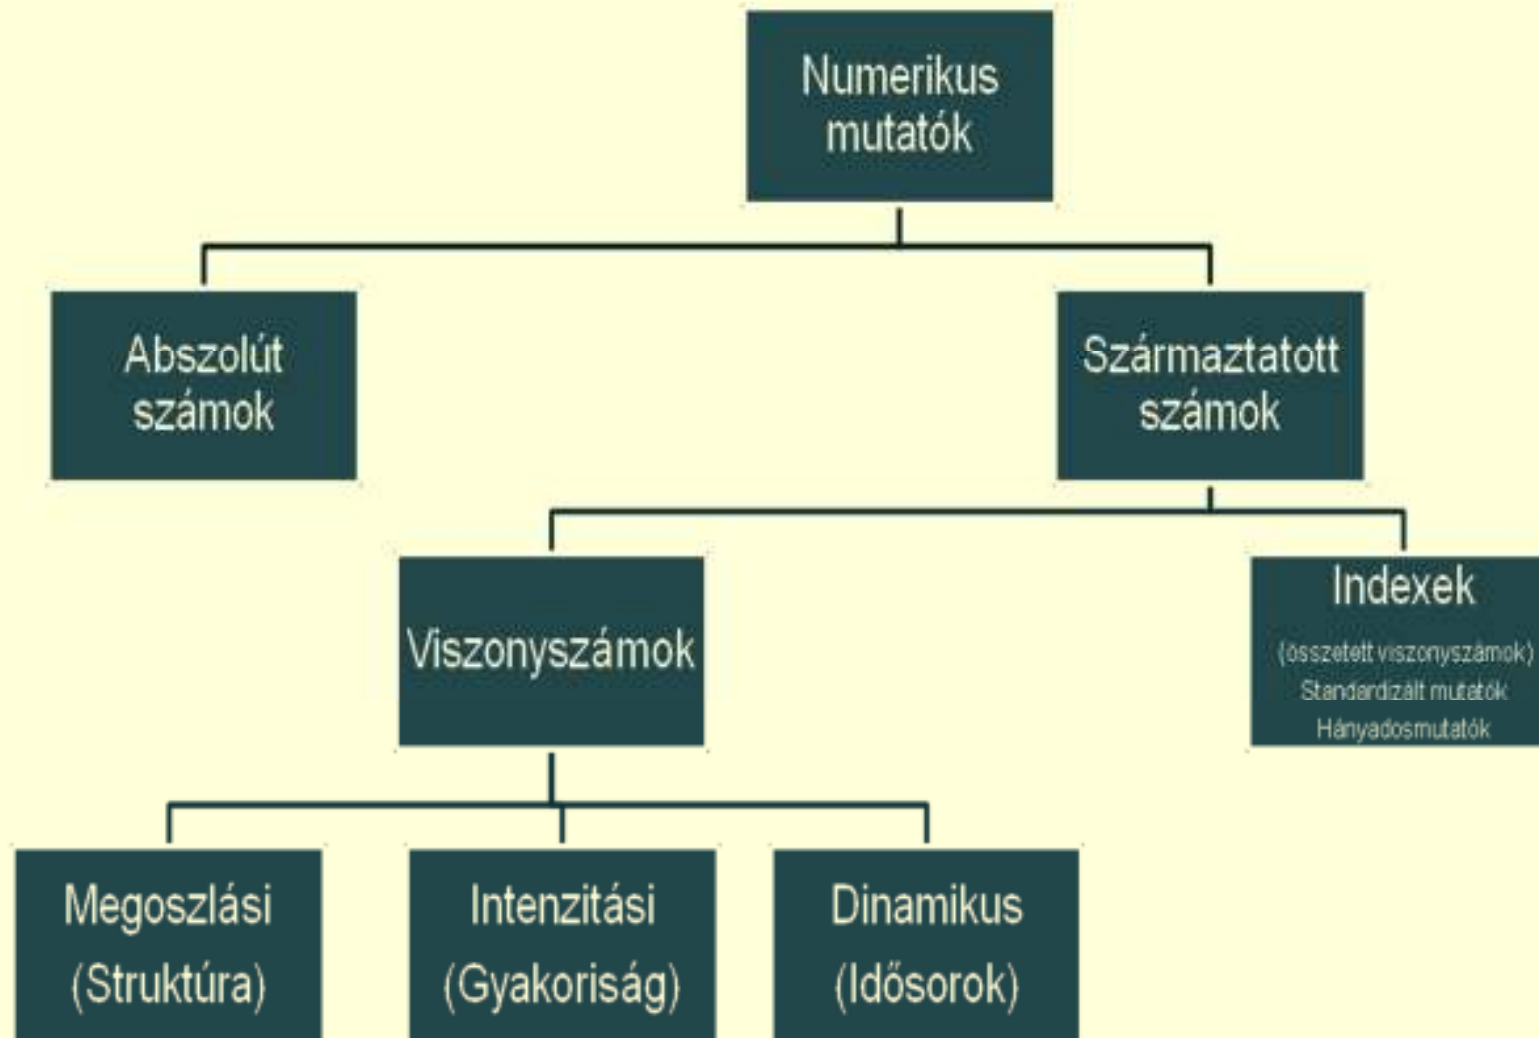 Numerikus
mutatók
Abszolút
számok
Származtatott
számok
Viszonyszámok
Indexek
(összetett viszonyszámok)
Standardizált mutatók
Hányadosmutatók
Megoszlási
(Struktúra)
Intenzitási
(Gyakoriság)
Dinamikus
(Idősorok)